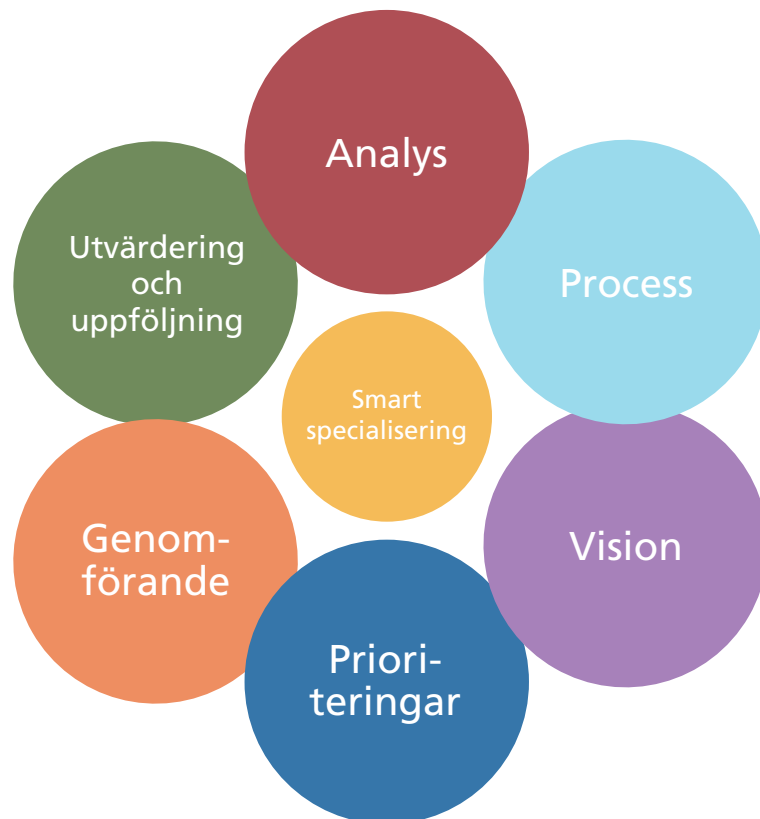 Analys
Process
Vision
Priori-
teringar
Genom-
förande
Utvärdering
och
uppföljning
Smart
specialisering